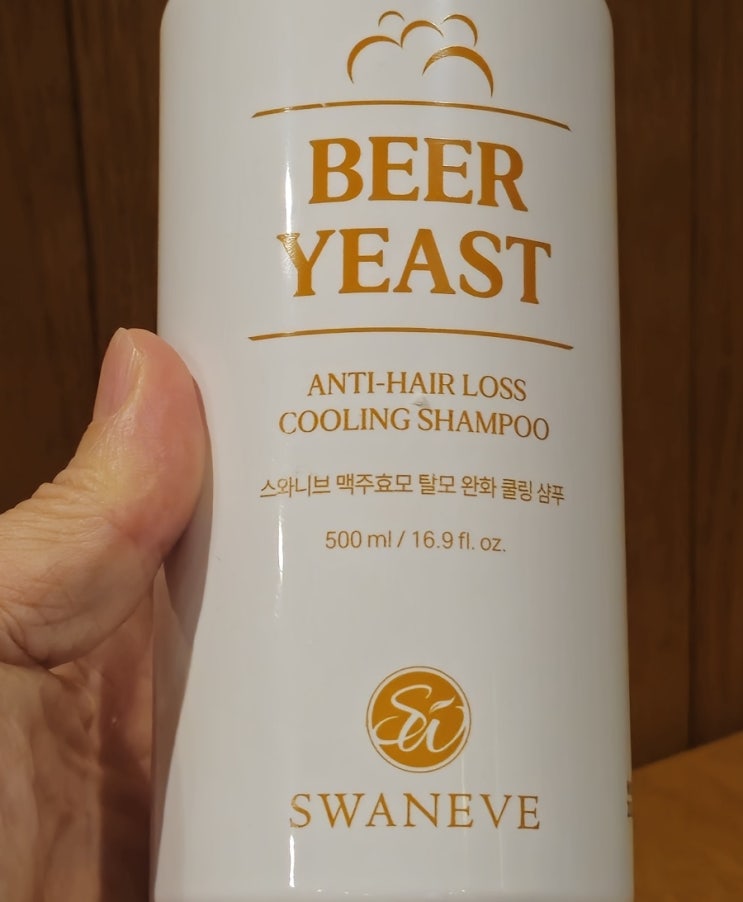 BEER
YEAST
ANTI-HAIR LOSS
COOLING SHAMPOO
스와니브 맥주효모 탈모 완화 쿨링 샴푸
500 ml / 16.9 fl. oz.
SWANEVE